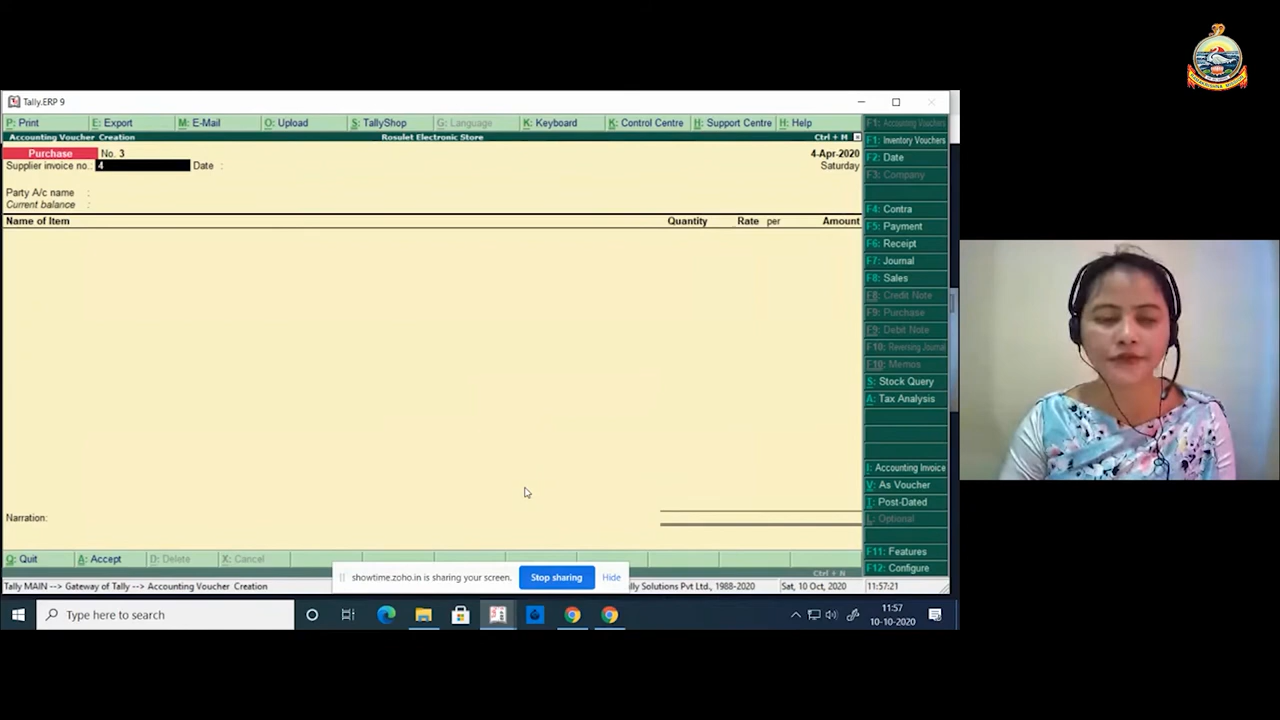 Tally.ERP 9
P: Print E: Export M: E-Mail O: Upload S: TallyShop G: Language K: Keyboard K: Control Centre H: Support Centre H: Help
Accounting Voucher Creation Rosulet Electronic Store Ctrl + M
Purchase No. 3 4-Apr-2020
Supplier invoice no.: 4 Date : Saturday
Party A/c name :
Current balance :
Name of Item Quantity Rate per Amount
Narration:
F1: Accounting Vouchers
F1: Inventory Vouchers
F2: Date
F3: Company
F4: Contra
F5: Payment
F6: Receipt
F7: Journal
F8: Sales
F8: Credit Note
F9: Purchase
F9: Debit Note
F10: Reversing Journal
F10: Memos
S: Stock Query
A: Tax Analysis
I: Accounting Invoice
V: As Voucher
T: Post-Dated
L: Optional
F11: Features
F12: Configure
Q: Quit A: Accept D: Delete X: Cancel
Ctrl + N
showtime.zoho.in is sharing your screen. Stop sharing Hide
Tally MAIN --> Gateway of Tally --> Accounting Voucher Creation Solutions Pvt Ltd., 1988-2020 Sat, 10 Oct, 2020 11:57:21
Type here to search
11:57
10-10-2020